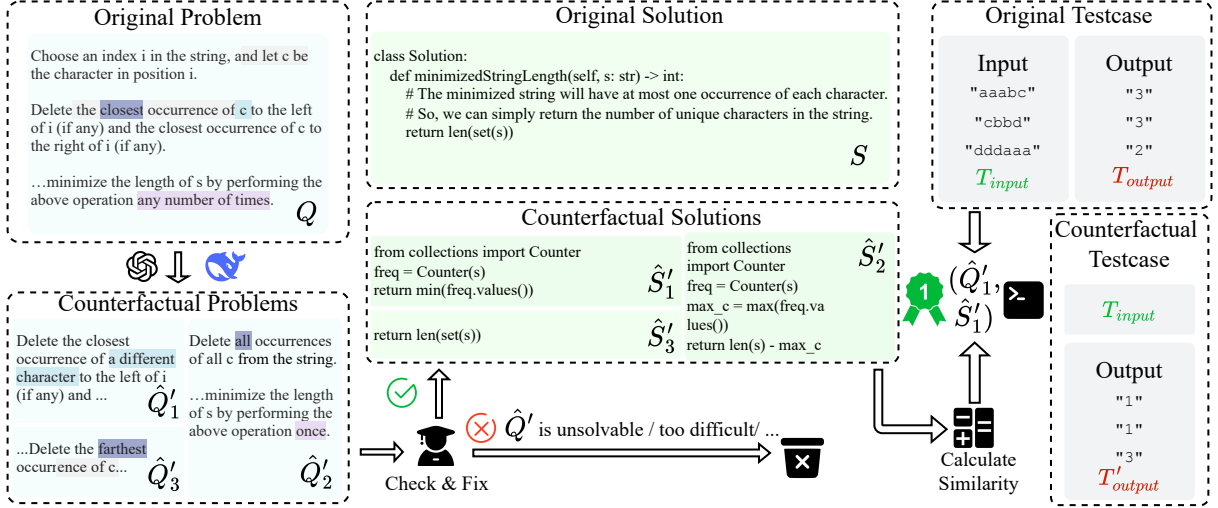 Original Problem
Choose an index i in the string, and let c be
the character in position i.
Delete the closest occurrence of c to the left
of i (if any) and the closest occurrence of c to
the right of i (if any).
…minimize the length of s by performing the
above operation any number of times.
Q
Counterfactual Problems
Delete the closest
occurrence of a different
character to the left of i
(if any) and ...
Q̂′₁
...Delete the farthest
occurrence of c...
Q̂′₃
Delete all occurrences
of all c from the string.
…minimize the length
of s by performing the
above operation once.
Q̂′₂
Original Solution
class Solution:
def minimizedStringLength(self, s: str) -> int:
# The minimized string will have at most one occurrence of each character.
# So, we can simply return the number of unique characters in the string.
return len(set(s))
S
Counterfactual Solutions
from collections import Counter
freq = Counter(s)
return min(freq.values())
Ŝ′₁
return len(set(s))
Ŝ′₃
from collections
import Counter
freq = Counter(s)
max_c = max(freq.va
lues())
return len(s) - max_c
Ŝ′₂
Check & Fix
Q̂′ is unsolvable / too difficult/ ...
Calculate
Similarity
1
(Q̂′₁,
Ŝ′₁)
Original Testcase
Input
"aaabc"
"cbbd"
"dddaaa"
T_input
Output
"3"
"3"
"2"
T_output
Counterfactual
Testcase
T_input
Output
"1"
"1"
"3"
T′_output